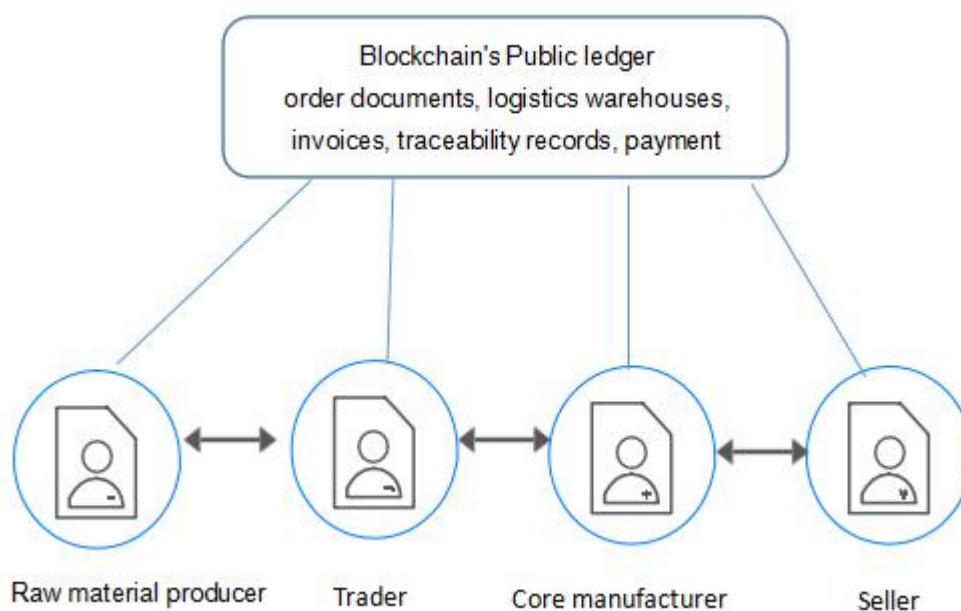 Blockchain's Public ledger
order documents, logistics warehouses,
invoices, traceability records, payment
Raw material producer
Trader
Core manufacturer
Seller